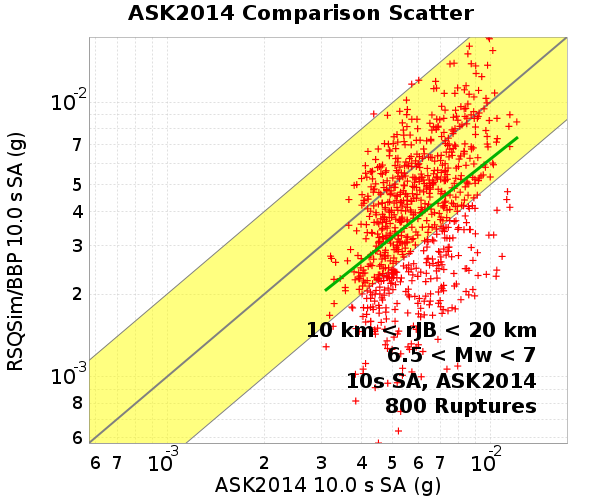 ASK2014 Comparison Scatter
RSQSim/BBP 10.0 s SA (g)
10⁻²
7
5
4
3
2
10⁻³
8
6
10 km < rJB < 20 km
6.5 < Mw < 7
10s SA, ASK2014
800 Ruptures
6 7 10⁻³ 2 3 4 5 6 7 10⁻²
ASK2014 10.0 s SA (g)